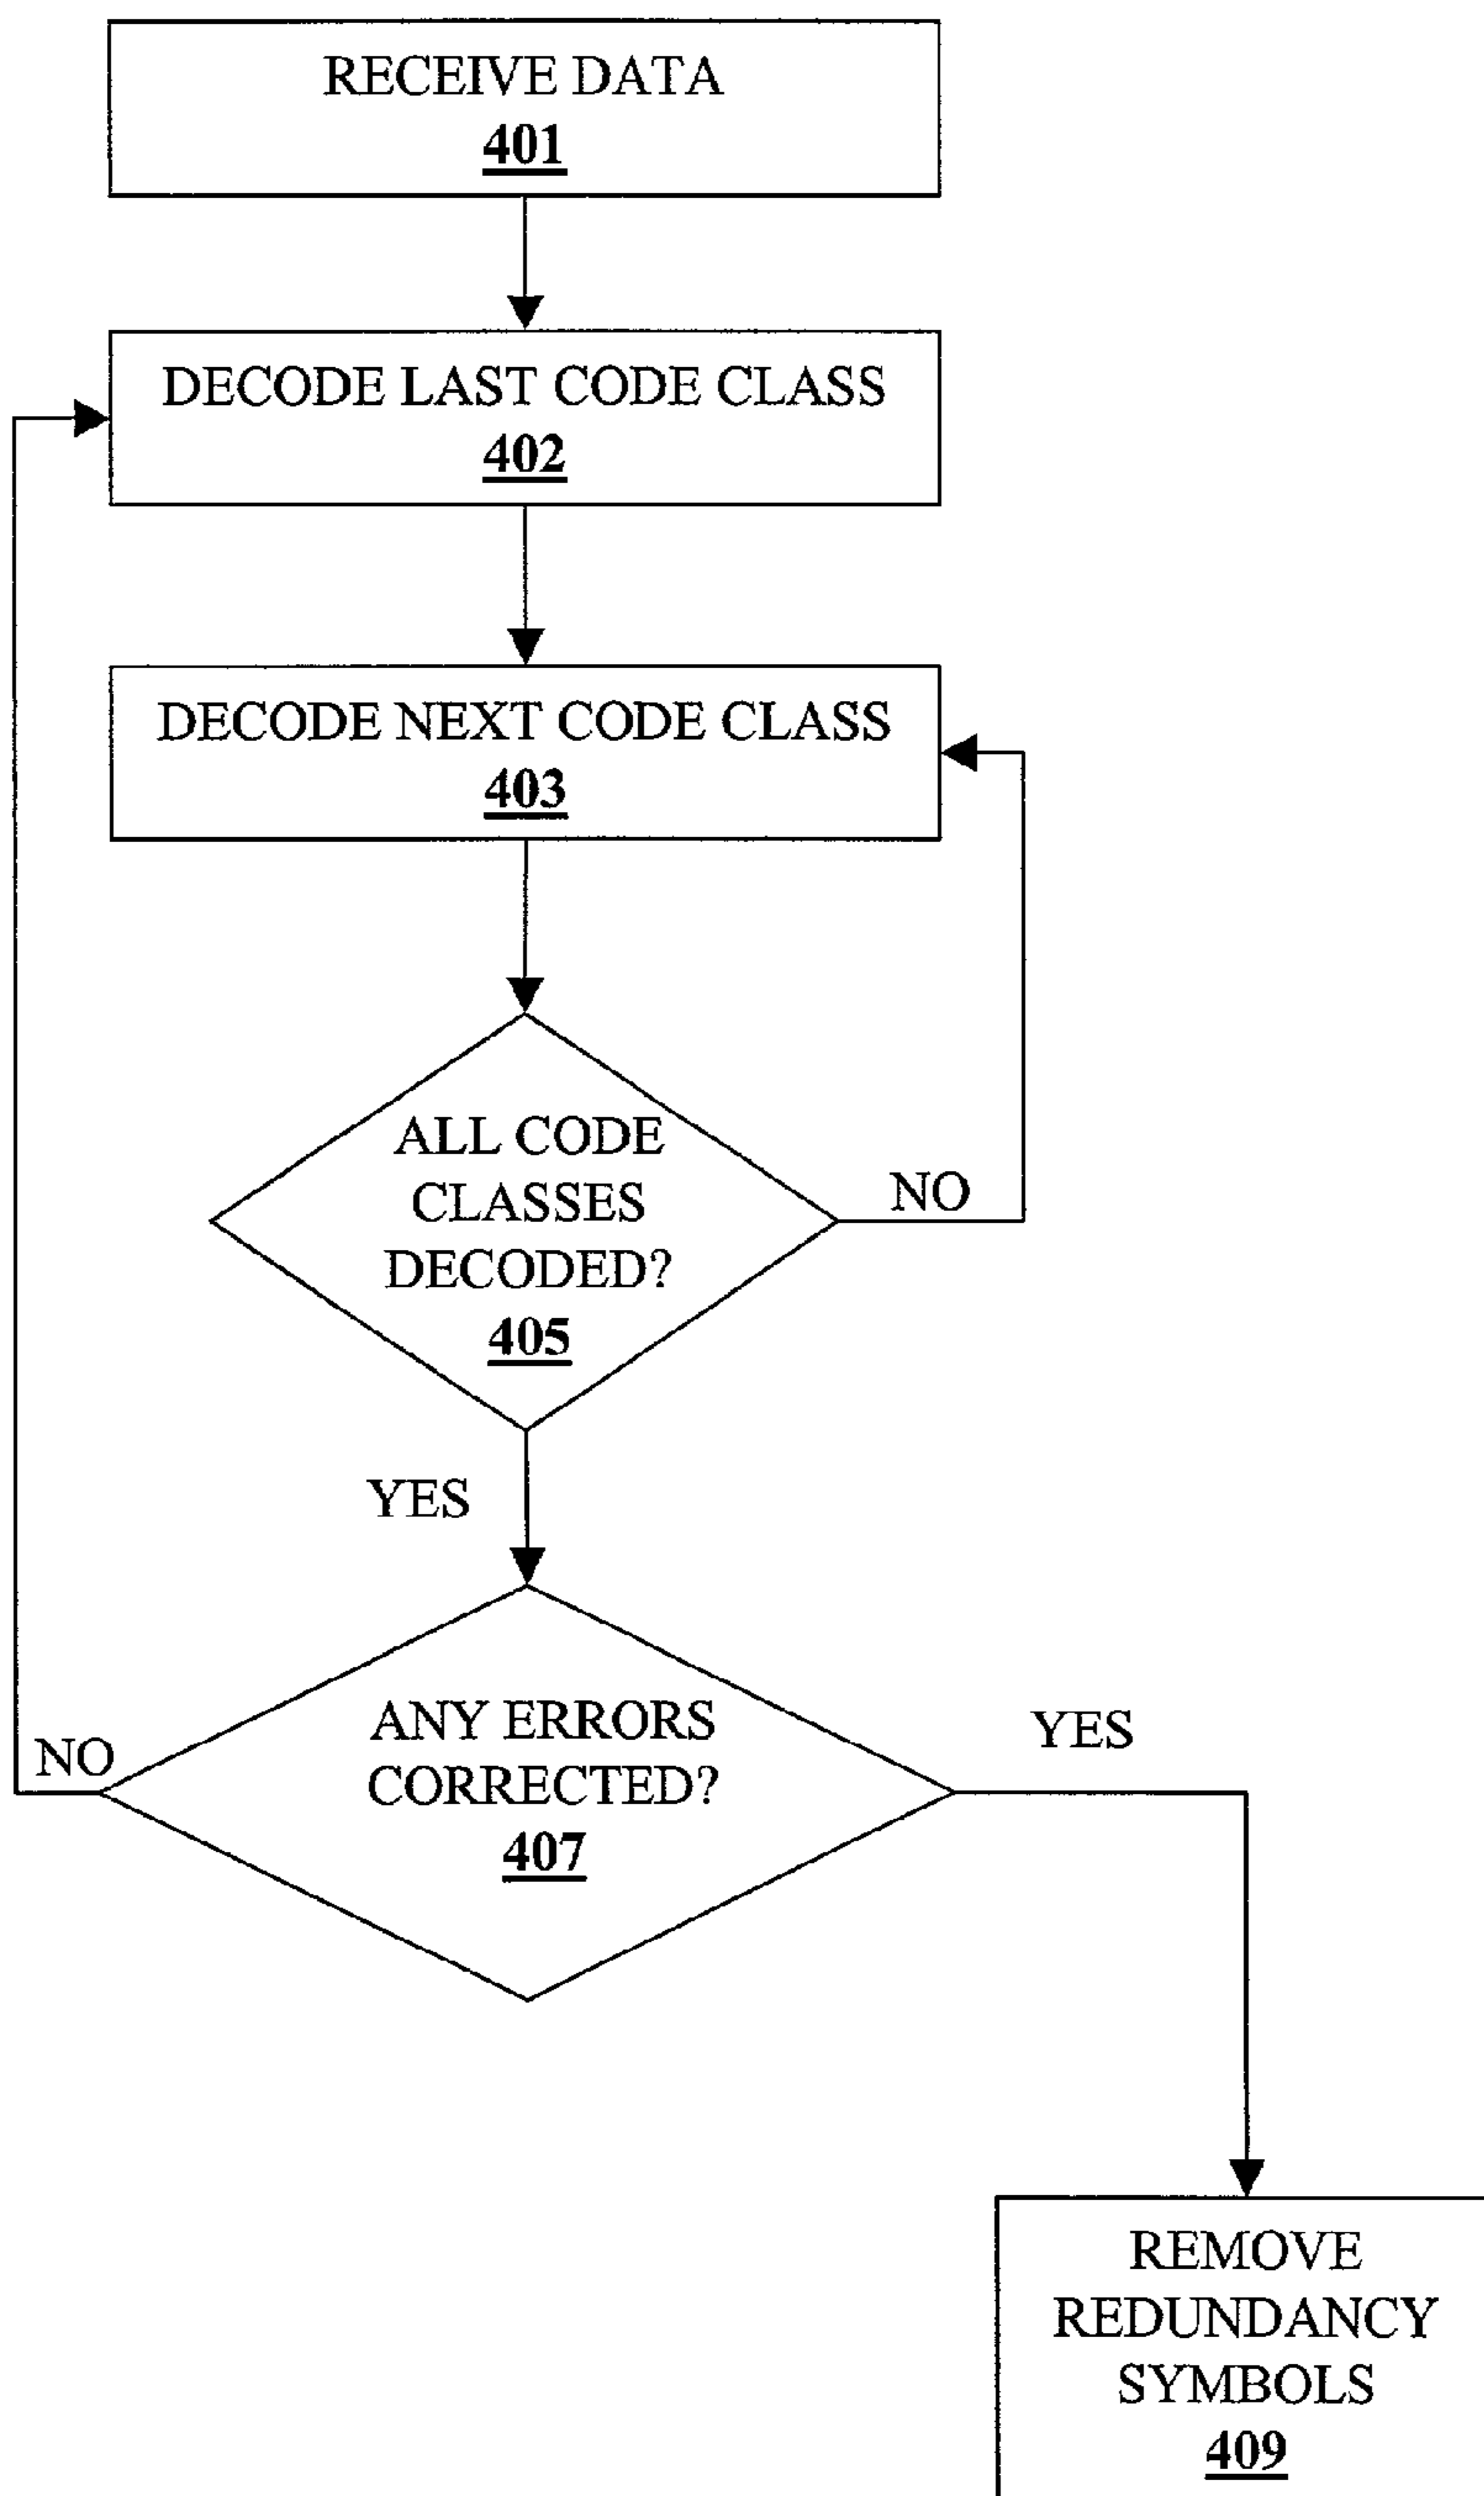 RECEIVE DATA
401
DECODE LAST CODE CLASS
402
DECODE NEXT CODE CLASS
403
ALL CODE
CLASSES
DECODED?
405
NO
YES
ANY ERRORS
CORRECTED?
407
NO
YES
REMOVE
REDUNDANCY
SYMBOLS
409